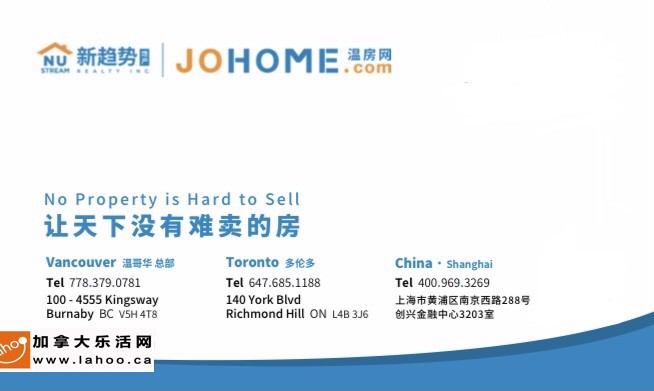 NU STREAM 新趋势地产 REALTY INC JOHOME.com 温房网
No Property is Hard to Sell
让天下没有难卖的房
Vancouver 温哥华 总部
Tel 778.379.0781
100 - 4555 Kingsway
Burnaby BC V5H 4T8
Toronto 多伦多
Tel 647.685.1188
140 York Blvd
Richmond Hill ON L4B 3J6
China · Shanghai
Tel 400.969.3269
上海市黄浦区南京西路288号
创兴金融中心3203室
lahoo
加拿大乐活网
www.lahoo.ca